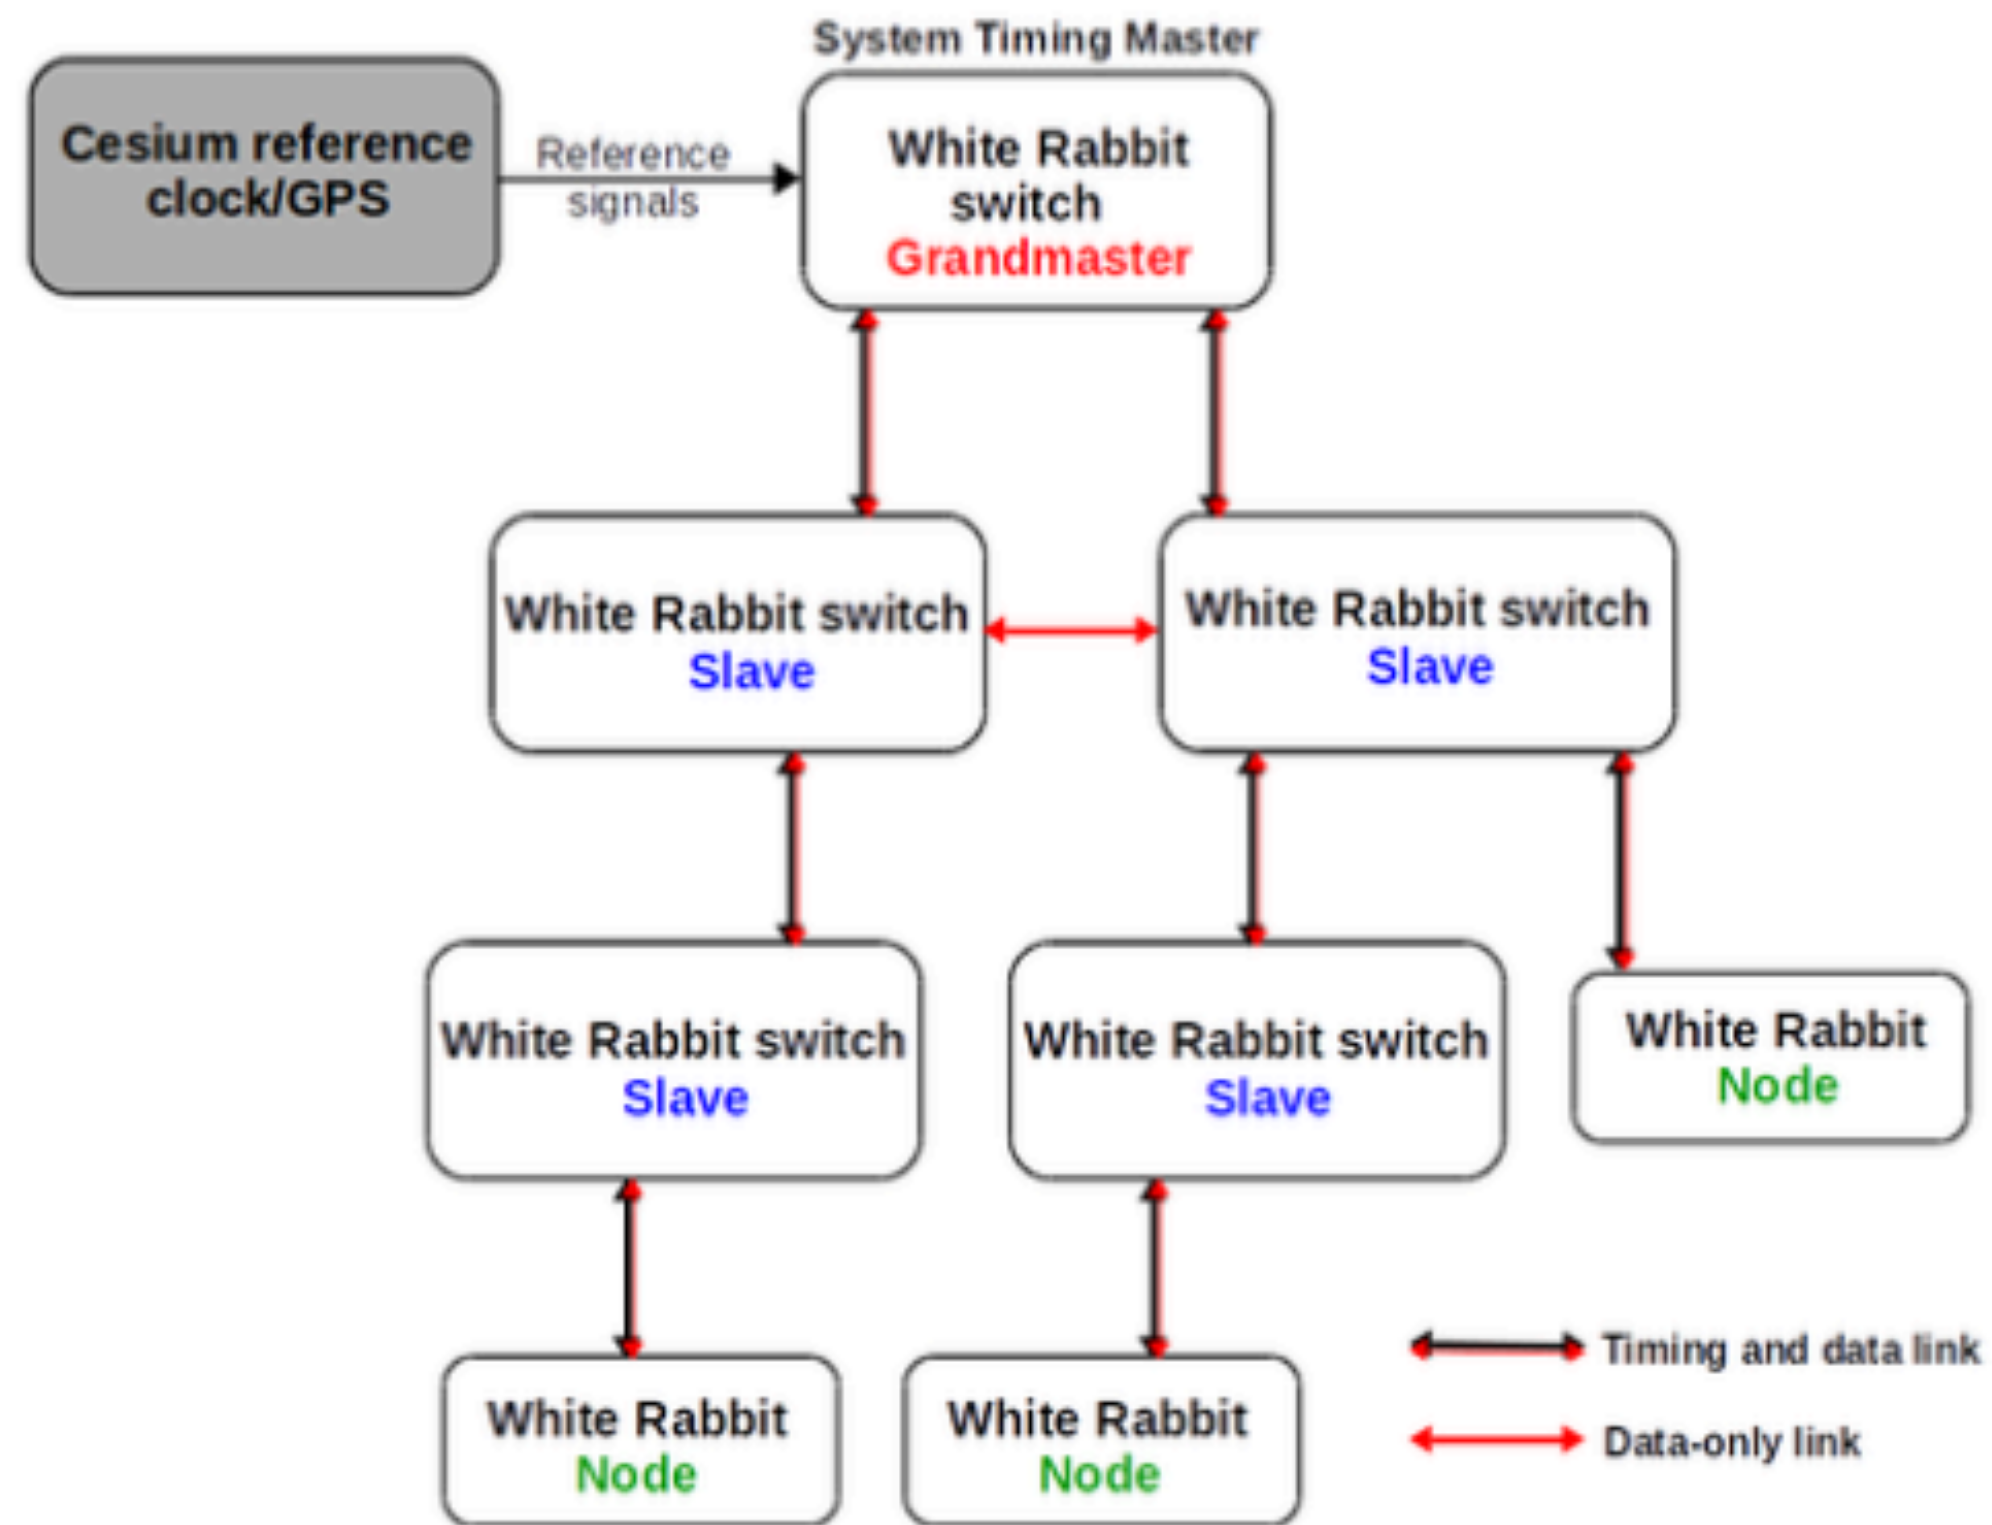 System Timing Master
Cesium reference
clock/GPS
Reference
signals
White Rabbit
switch
Grandmaster
White Rabbit switch
Slave
White Rabbit switch
Slave
White Rabbit switch
Slave
White Rabbit switch
Slave
White Rabbit
Node
White Rabbit
Node
White Rabbit
Node
Timing and data link
Data-only link